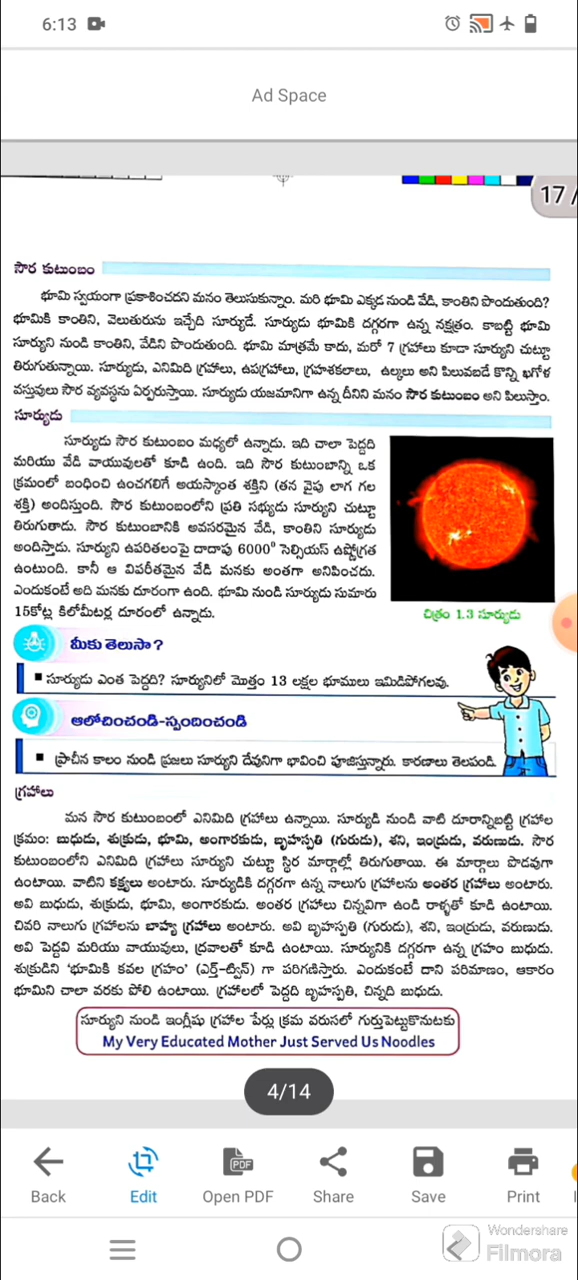 6:13
Ad Space
17 /
సౌర కుటుంబం
భూమి స్వయంగా ప్రకాశించదని మనం తెలుసుకున్నాం. మరి భూమి ఎక్కడ నుండి వేడి, కాంతిని పొందుతుంది?
భూమికి కాంతిని, వెలుతురును ఇచ్చేది సూర్యుడే. సూర్యుడు భూమికి దగ్గరగా ఉన్న నక్షత్రం. కాబట్టి భూమి
సూర్యుని నుండి కాంతిని, వేడిని పొందుతుంది. భూమి మాత్రమే కాదు, మరో 7 గ్రహాలు కూడా సూర్యుని చుట్టూ
తిరుగుతున్నాయి. సూర్యుడు, ఎనిమిది గ్రహాలు, ఉపగ్రహాలు, గ్రహశకలాలు, ఉల్కలు అని పిలువబడే కొన్ని ఖగోళ
వస్తువులు సౌర వ్యవస్థను ఏర్పరుస్తాయి. సూర్యుడు యజమానిగా ఉన్న దీనిని మనం సౌర కుటుంబం అని పిలుస్తాం.
సూర్యుడు
సూర్యుడు సౌర కుటుంబం మధ్యలో ఉన్నాడు. ఇది చాలా పెద్దది
మరియు వేడి వాయువులతో కూడి ఉంది. ఇది సౌర కుటుంబాన్ని ఒక
క్రమంలో బంధించి ఉంచగలిగే అయస్కాంత శక్తిని (తన వైపు లాగ గల
శక్తి) అందిస్తుంది. సౌర కుటుంబంలోని ప్రతి సభ్యుడు సూర్యుని చుట్టూ
తిరుగుతాడు. సౌర కుటుంబానికి అవసరమైన వేడి, కాంతిని సూర్యుడు
అందిస్తాడు. సూర్యుని ఉపరితలంపై దాదాపు 6000⁰ సెల్సియస్ ఉష్ణోగ్రత
ఉంటుంది. కానీ ఆ విపరీతమైన వేడి మనకు అంతగా అనిపించదు.
ఎందుకంటే అది మనకు దూరంగా ఉంది. భూమి నుండి సూర్యుడు సుమారు
15కోట్ల కిలోమీటర్ల దూరంలో ఉన్నాడు.
చిత్రం 1.3 సూర్యుడు
మీకు తెలుసా?
■ సూర్యుడు ఎంత పెద్దది? సూర్యునిలో మొత్తం 13 లక్షల భూములు ఇమిడిపోగలవు.
ఆలోచించండి-స్పందించండి
■ ప్రాచీన కాలం నుండి ప్రజలు సూర్యుని దేవునిగా భావించి పూజిస్తున్నారు. కారణాలు తెలపండి.
గ్రహాలు
మన సౌర కుటుంబంలో ఎనిమిది గ్రహాలు ఉన్నాయి. సూర్యుడి నుండి వాటి దూరాన్నిబట్టి గ్రహాల
క్రమం: బుధుడు, శుక్రుడు, భూమి, అంగారకుడు, బృహస్పతి (గురుడు), శని, ఇంద్రుడు, వరుణుడు. సౌర
కుటుంబంలోని ఎనిమిది గ్రహాలు సూర్యుని చుట్టూ స్థిర మార్గాల్లో తిరుగుతాయి. ఈ మార్గాలు పొడవుగా
ఉంటాయి. వాటిని కక్ష్యలు అంటారు. సూర్యుడికి దగ్గరగా ఉన్న నాలుగు గ్రహాలను అంతర గ్రహాలు అంటారు.
అవి బుధుడు, శుక్రుడు, భూమి, అంగారకుడు. అంతర గ్రహాలు చిన్నవిగా ఉండి రాళ్ళతో కూడి ఉంటాయి.
చివరి నాలుగు గ్రహాలను బాహ్య గ్రహాలు అంటారు. అవి బృహస్పతి (గురుడు), శని, ఇంద్రుడు, వరుణుడు.
అవి పెద్దవి మరియు వాయువులు, ద్రవాలతో కూడి ఉంటాయి. సూర్యునికి దగ్గరగా ఉన్న గ్రహం బుధుడు.
శుక్రుడిని 'భూమికి కవల గ్రహం' (ఎర్త్-ట్విన్) గా పరిగణిస్తారు. ఎందుకంటే దాని పరిమాణం, ఆకారం
భూమిని చాలా వరకు పోలి ఉంటాయి. గ్రహాలలో పెద్దది బృహస్పతి, చిన్నది బుధుడు.
సూర్యుని నుండి ఇంగ్లీషు గ్రహాల పేర్లు క్రమ వరుసలో గుర్తుపెట్టుకొనుటకు
My Very Educated Mother Just Served Us Noodles
4/14
Back Edit Open PDF Share Save Print
PDF
Wondershare
Filmora